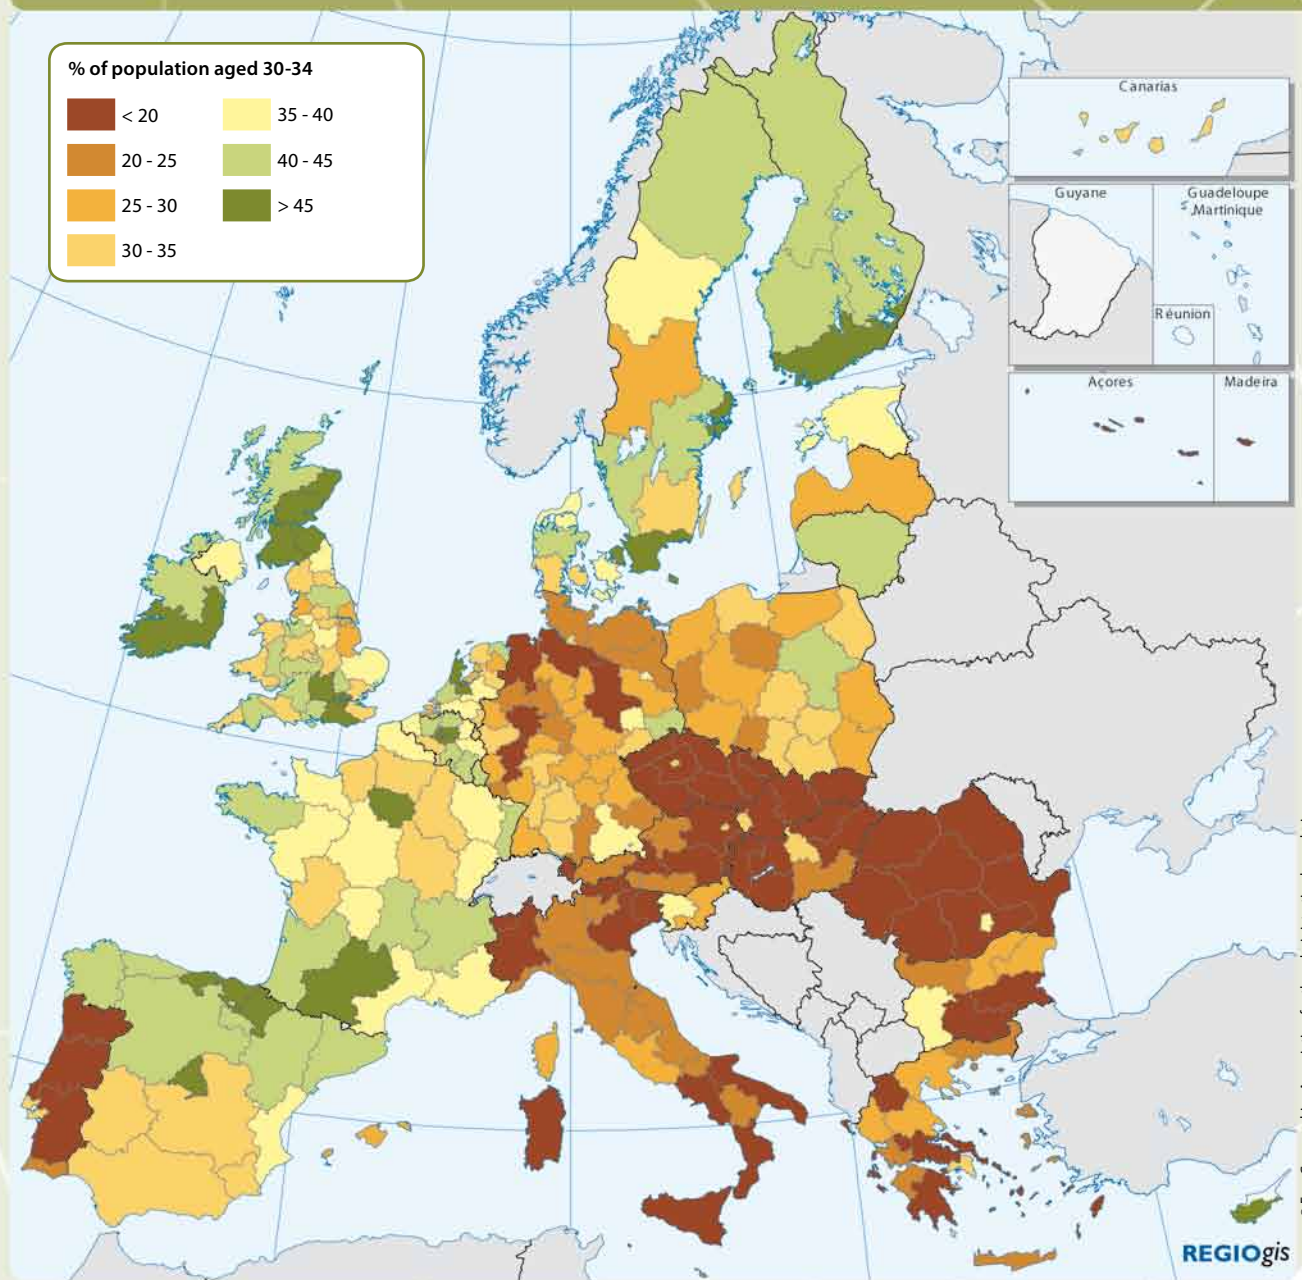 % of population aged 30-34
< 20
20 - 25
25 - 30
30 - 35
35 - 40
40 - 45
> 45
Canarias
Guyane
Guadeloupe
Martinique
Réunion
Açores
Madeira
REGIOgis